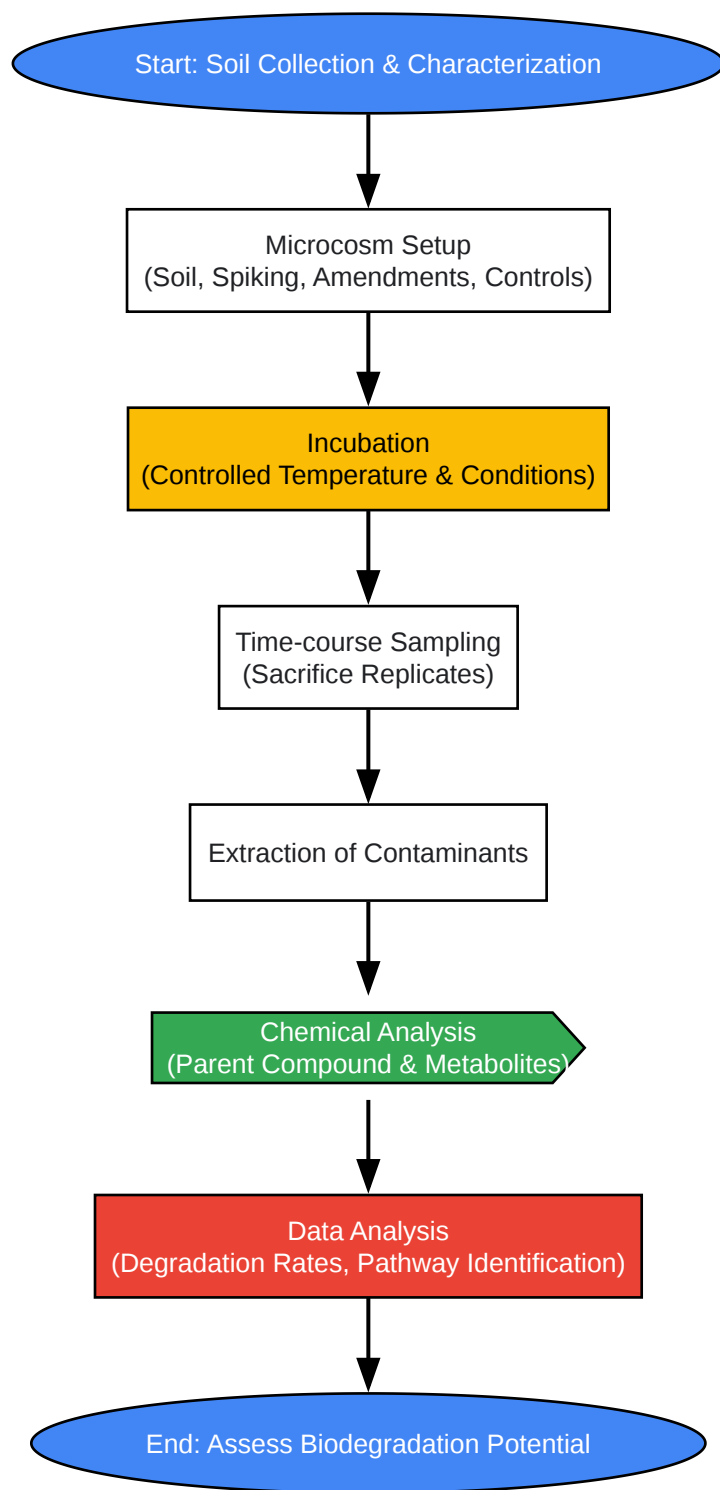 Start: Soil Collection & Characterization
Microcosm Setup
(Soil, Spiking, Amendments, Controls)
Incubation
(Controlled Temperature & Conditions)
Time-course Sampling
(Sacrifice Replicates)
Extraction of Contaminants
Chemical Analysis
(Parent Compound & Metabolites)
Data Analysis
(Degradation Rates, Pathway Identification)
End: Assess Biodegradation Potential